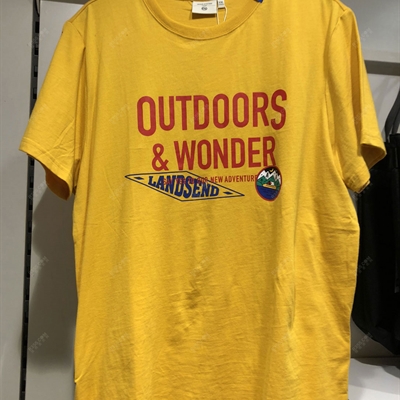 OUTDOORS
& WONDER
NEW ADVENTURE
LANDSEND